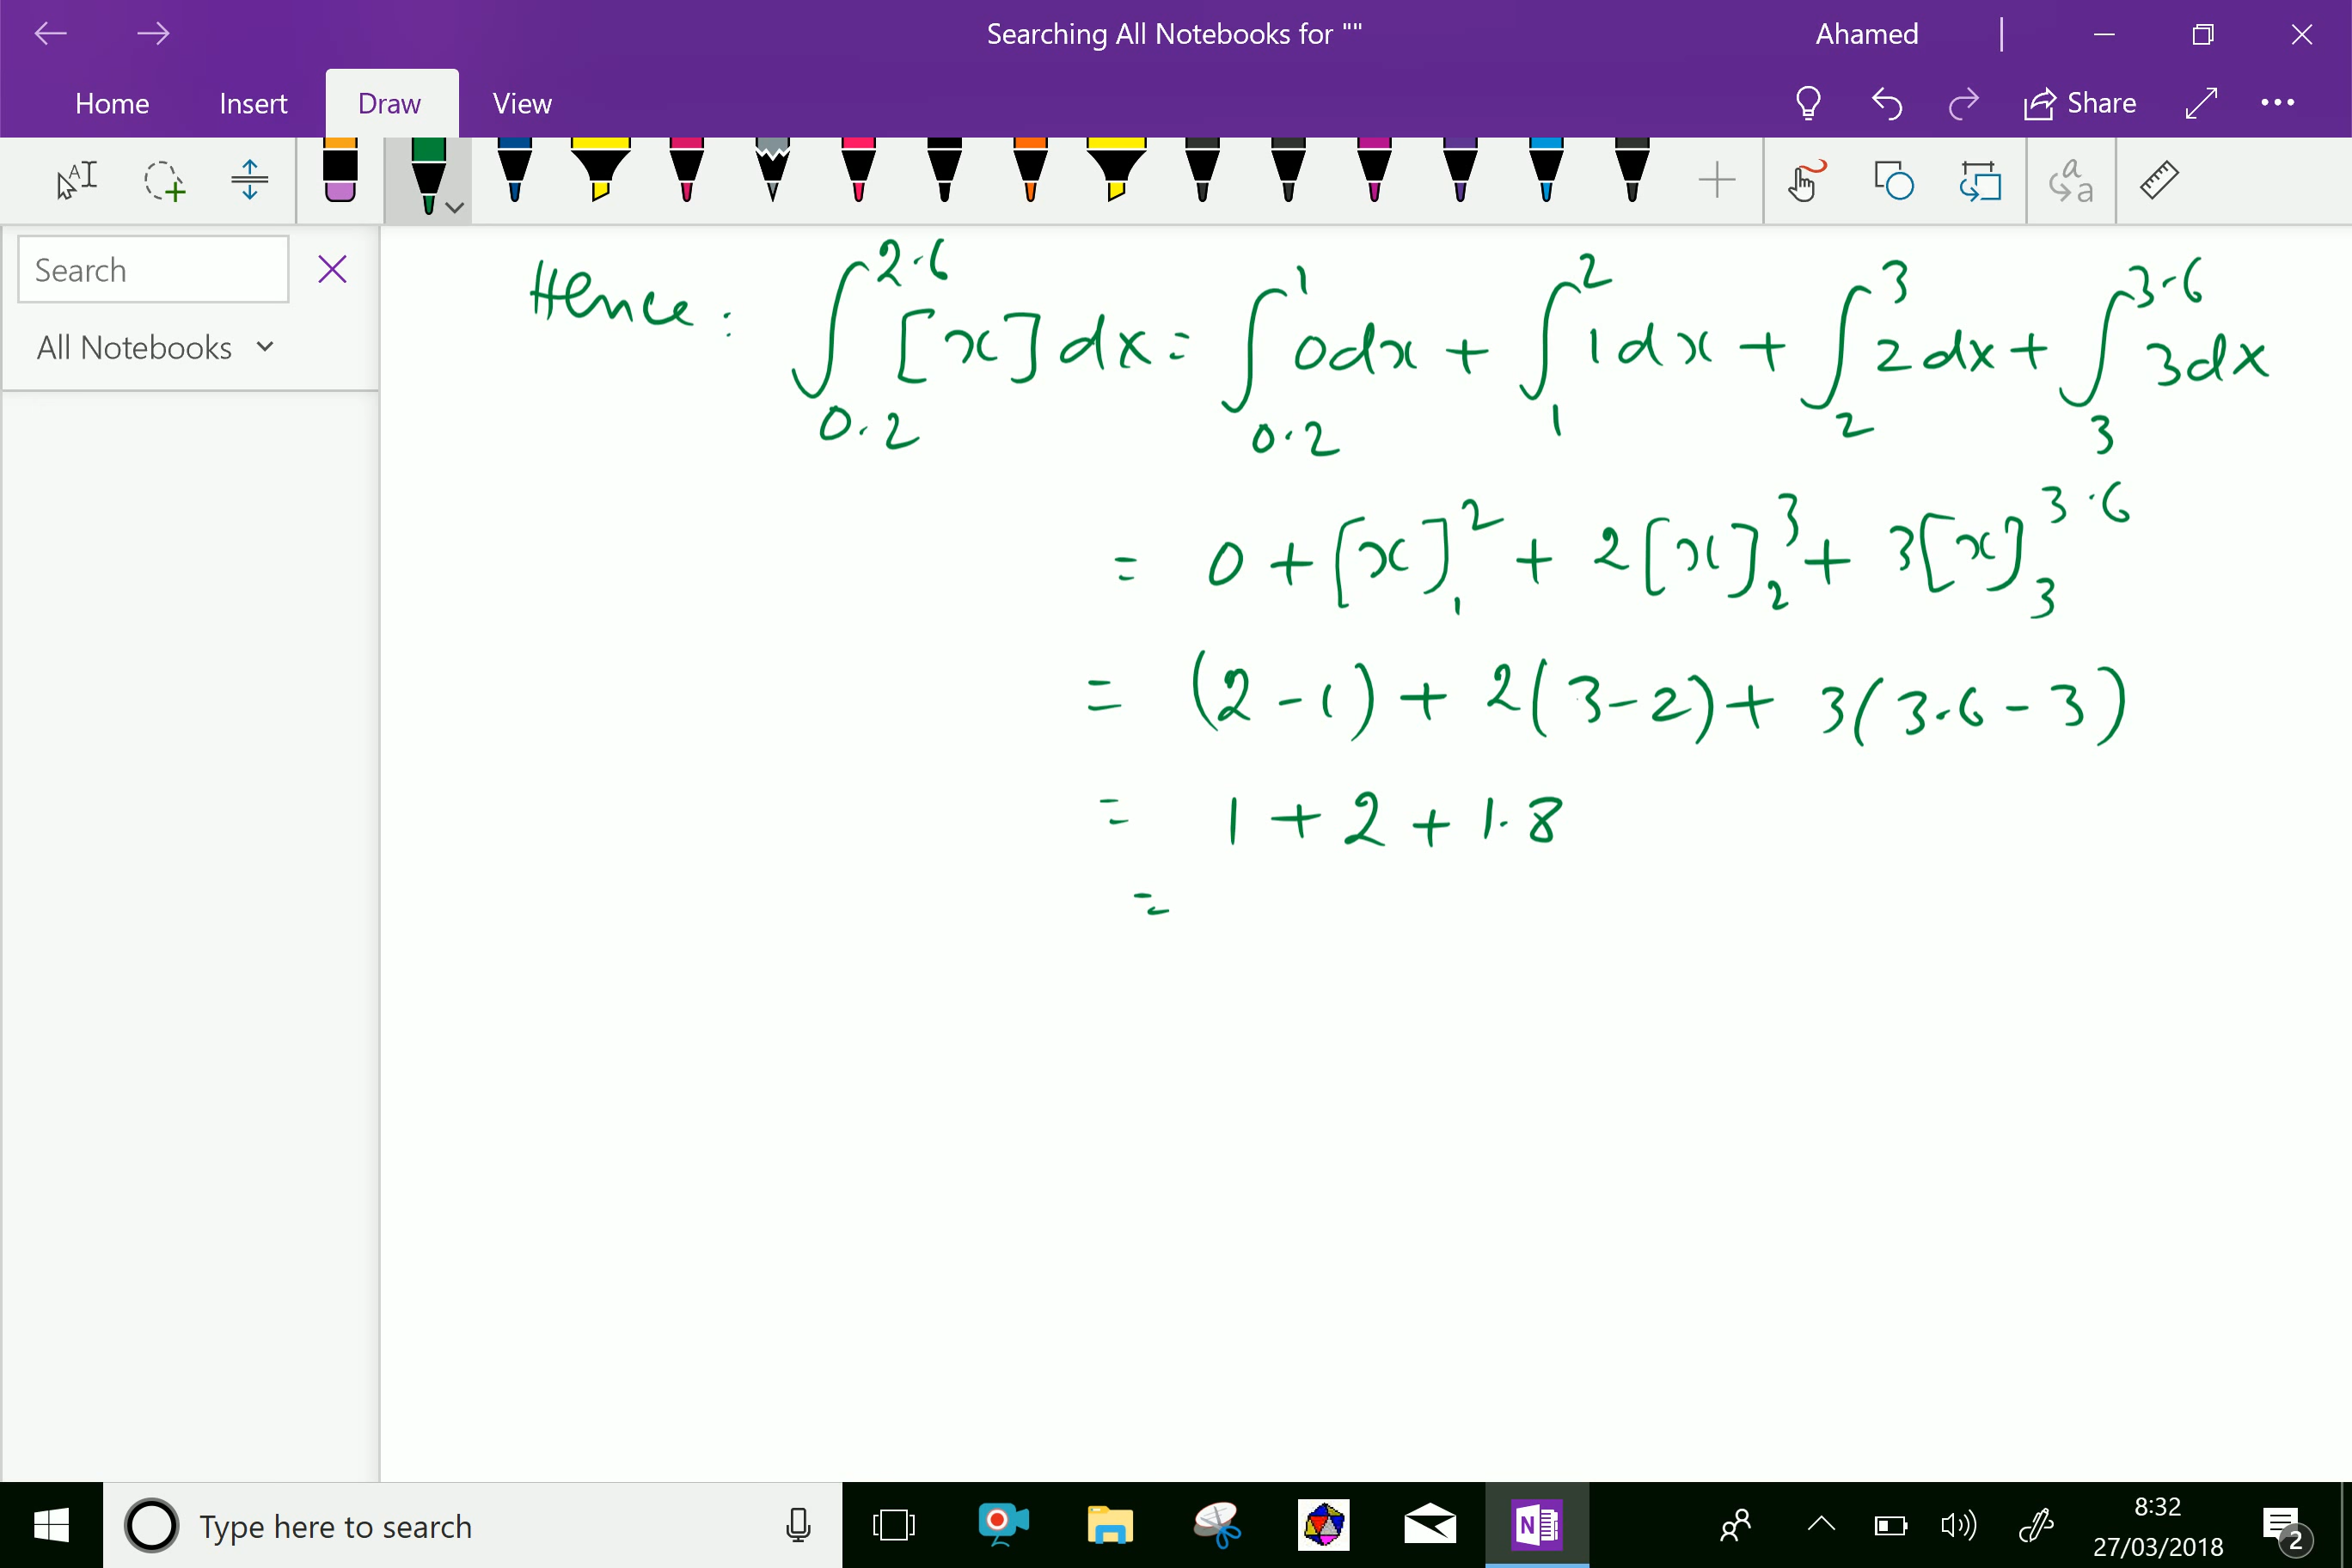 Searching All Notebooks for ""
Ahamed
Home Insert Draw View
Share
Search
All Notebooks
Hence : ∫_{0.2}^{2.6} [x] dx = ∫_{0.2}^{1} 0dx + ∫_{1}^{2} 1dx + ∫_{2}^{3} 2dx + ∫_{3}^{3.6} 3dx
= 0 + [x]_{1}^{2} + 2[x]_{2}^{3} + 3[x]_{3}^{3.6}
= (2-1) + 2(3-2) + 3(3.6-3)
= 1 + 2 + 1.8
=
Type here to search
N
8:32
27/03/2018
2